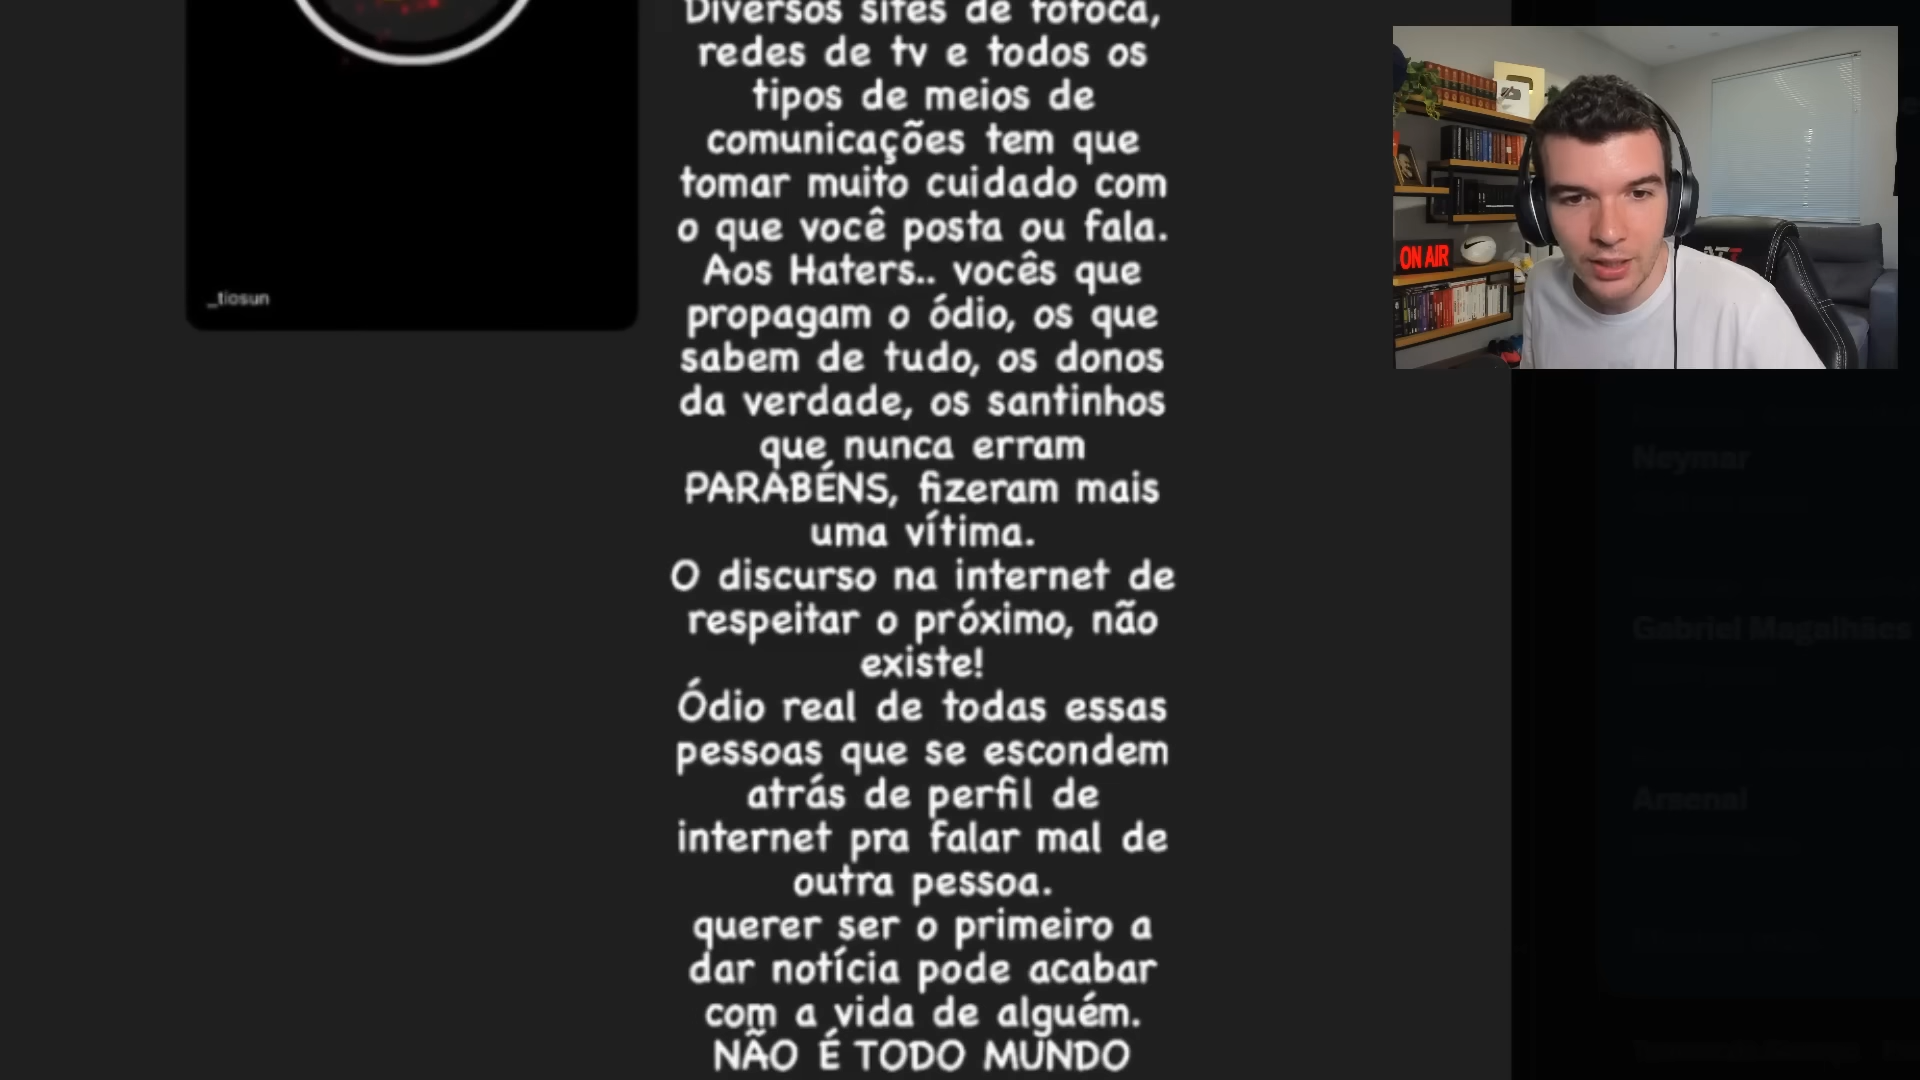 Diversos sites de fofoca,
redes de tv e todos os
tipos de meios de
comunicações tem que
tomar muito cuidado com
o que você posta ou fala.
Aos Haters.. vocês que
propagam o ódio, os que
sabem de tudo, os donos
da verdade, os santinhos
que nunca erram
PARABÉNS, fizeram mais
uma vítima.
O discurso na internet de
respeitar o próximo, não
existe!
Ódio real de todas essas
pessoas que se escondem
atrás de perfil de
internet pra falar mal de
outra pessoa.
querer ser o primeiro a
dar notícia pode acabar
com a vida de alguém.
NÃO É TODO MUNDO
_tiosun
ON AIR
Neymar
Gabriel Magalhães
Arsenal